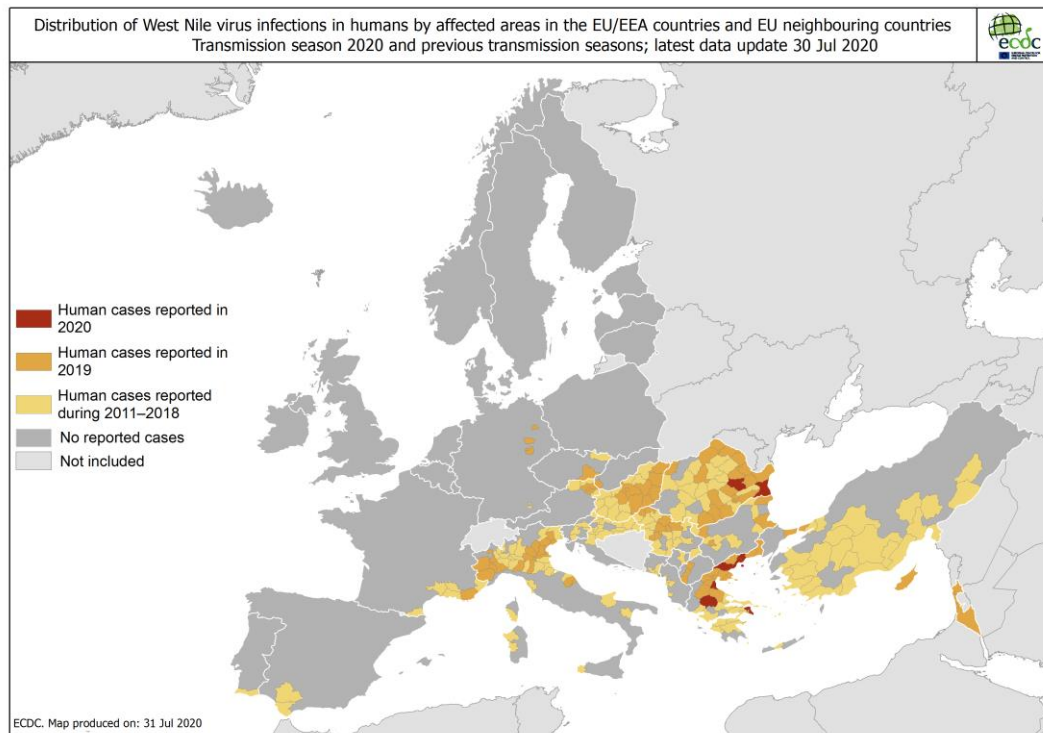 Distribution of West Nile virus infections in humans by affected areas in the EU/EEA countries and EU neighbouring countries
Transmission season 2020 and previous transmission seasons; latest data update 30 Jul 2020
ecdc
Human cases reported in
2020
Human cases reported in
2019
Human cases reported
during 2011–2018
No reported cases
Not included
ECDC. Map produced on: 31 Jul 2020